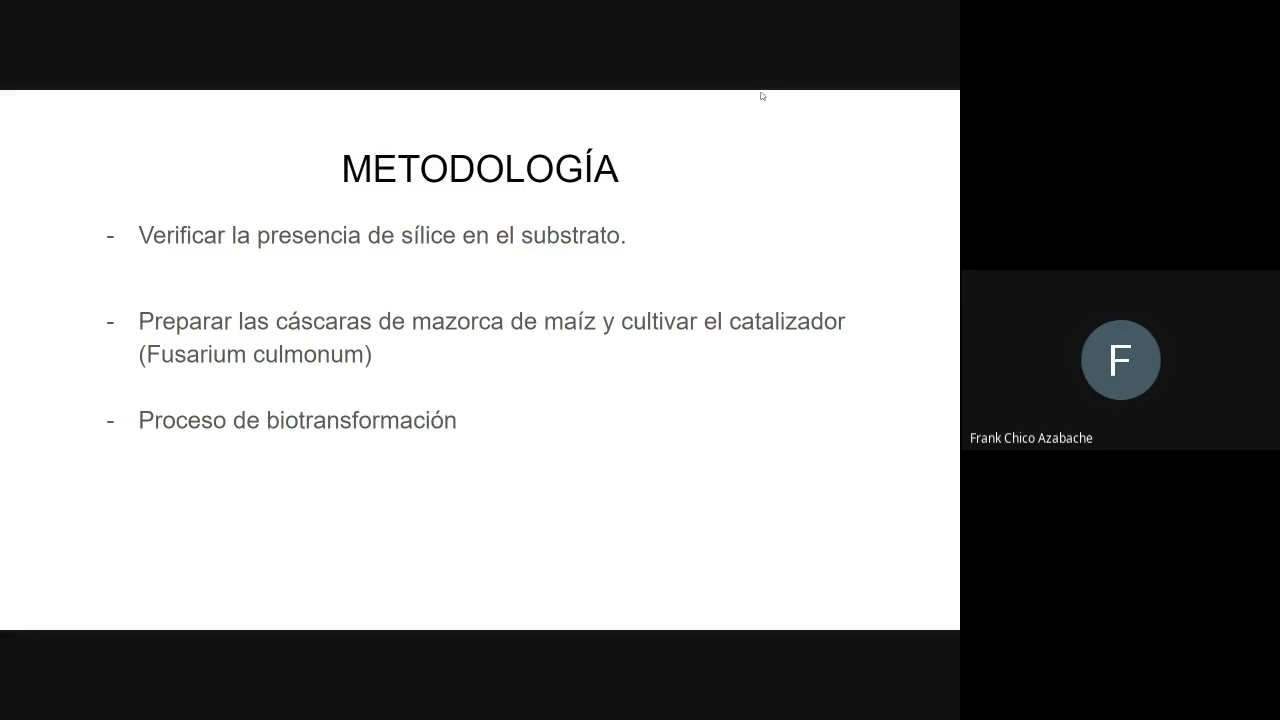 METODOLOGÍA
- Verificar la presencia de sílice en el substrato.
- Preparar las cáscaras de mazorca de maíz y cultivar el catalizador
(Fusarium culmonum)
- Proceso de biotransformación
F
Frank Chico Azabache